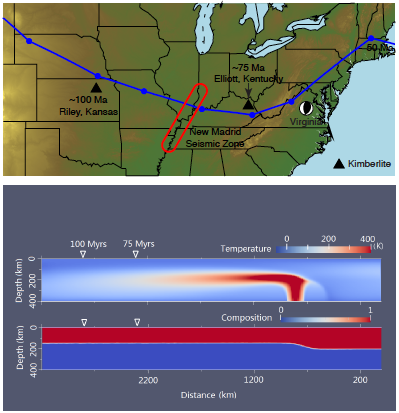 50 Ma
~75 Ma
Elliott, Kentucky
~100 Ma
Riley, Kansas
Virginia
New Madrid
Seismic Zone
Kimberlite
100 Myrs 75 Myrs
Temperature 0 200 400 (K)
Depth (km)
0
200
400
Composition 0 1
Depth (km)
0
200
400
2200 1200 200
Distance (km)